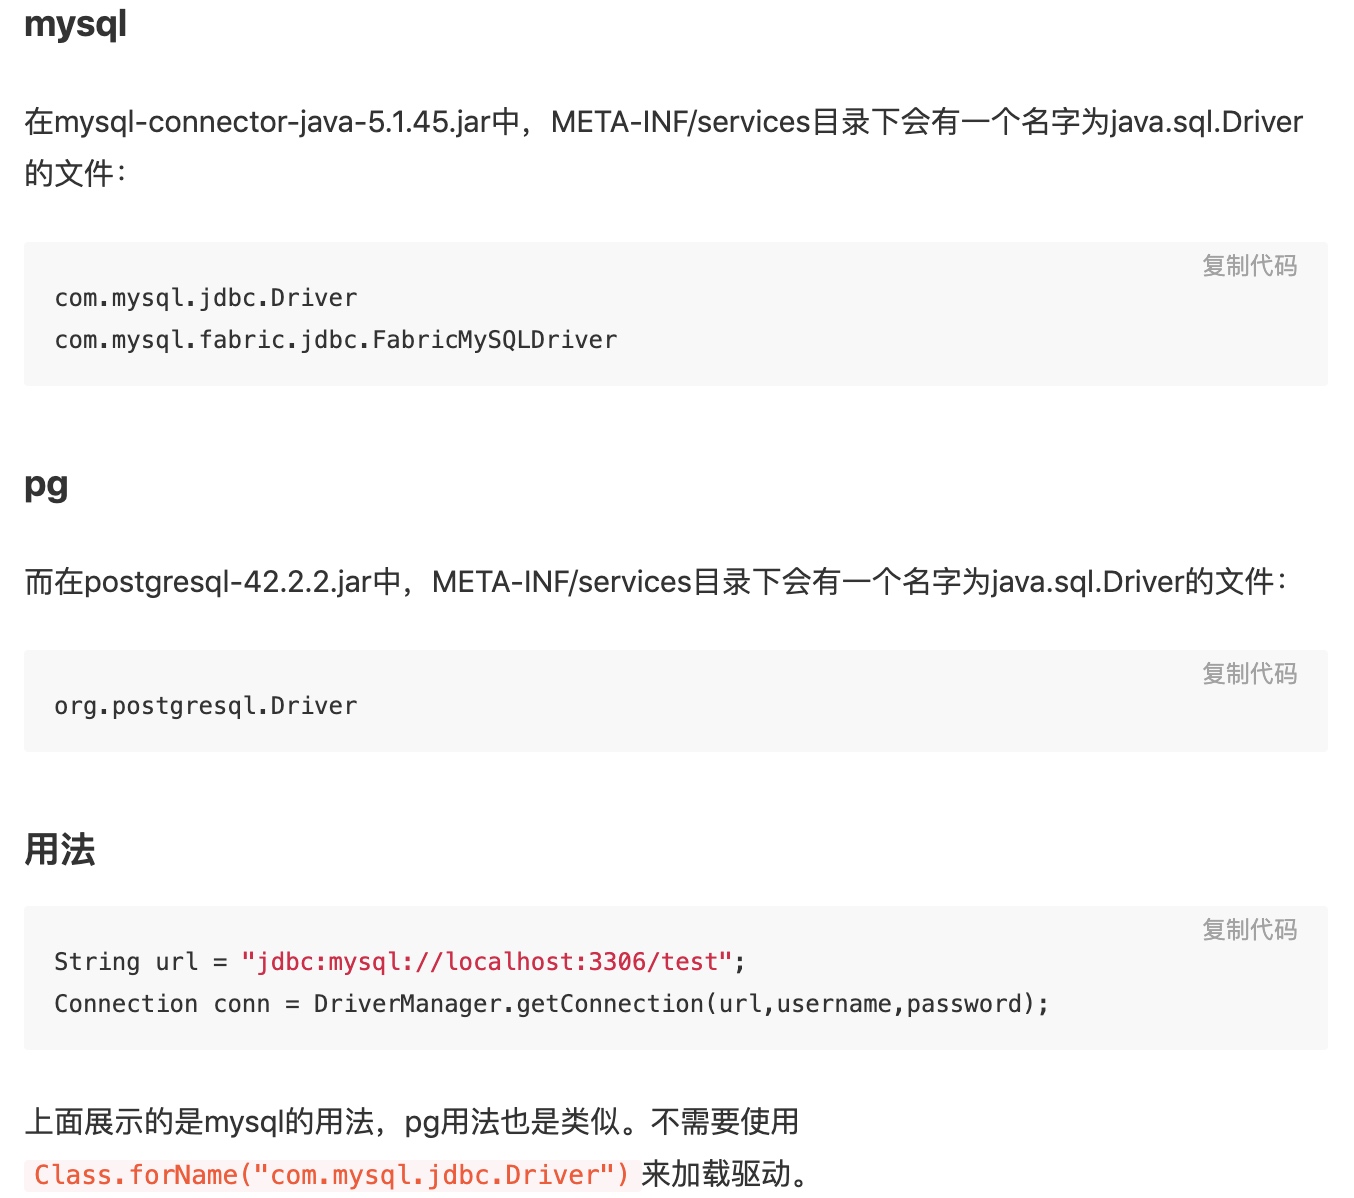 mysql
在mysql-connector-java-5.1.45.jar中，META-INF/services目录下会有一个名字为java.sql.Driver
的文件：
复制代码
com.mysql.jdbc.Driver
com.mysql.fabric.jdbc.FabricMySQLDriver
pg
而在postgresql-42.2.2.jar中，META-INF/services目录下会有一个名字为java.sql.Driver的文件：
复制代码
org.postgresql.Driver
用法
复制代码
String url = "jdbc:mysql://localhost:3306/test";
Connection conn = DriverManager.getConnection(url,username,password);
上面展示的是mysql的用法，pg用法也是类似。不需要使用
Class.forName("com.mysql.jdbc.Driver")来加载驱动。